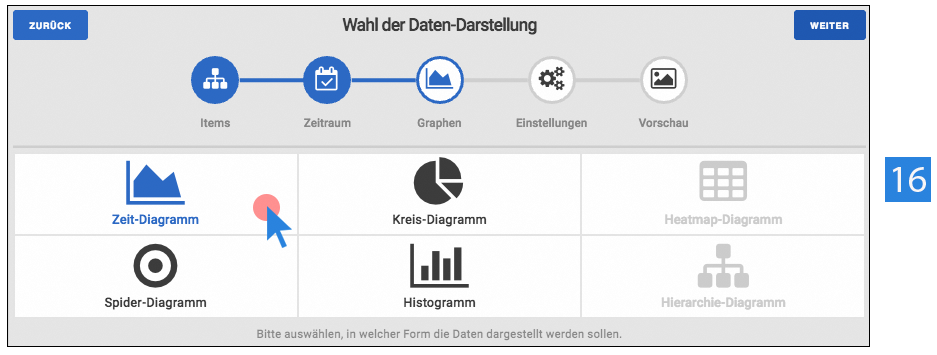 ZURÜCK
Wahl der Daten-Darstellung
WEITER
Items
Zeitraum
Graphen
Einstellungen
Vorschau
Zeit-Diagramm
Kreis-Diagramm
Heatmap-Diagramm
16
Spider-Diagramm
Histogramm
Hierarchie-Diagramm
Bitte auswählen, in welcher Form die Daten dargestellt werden sollen.